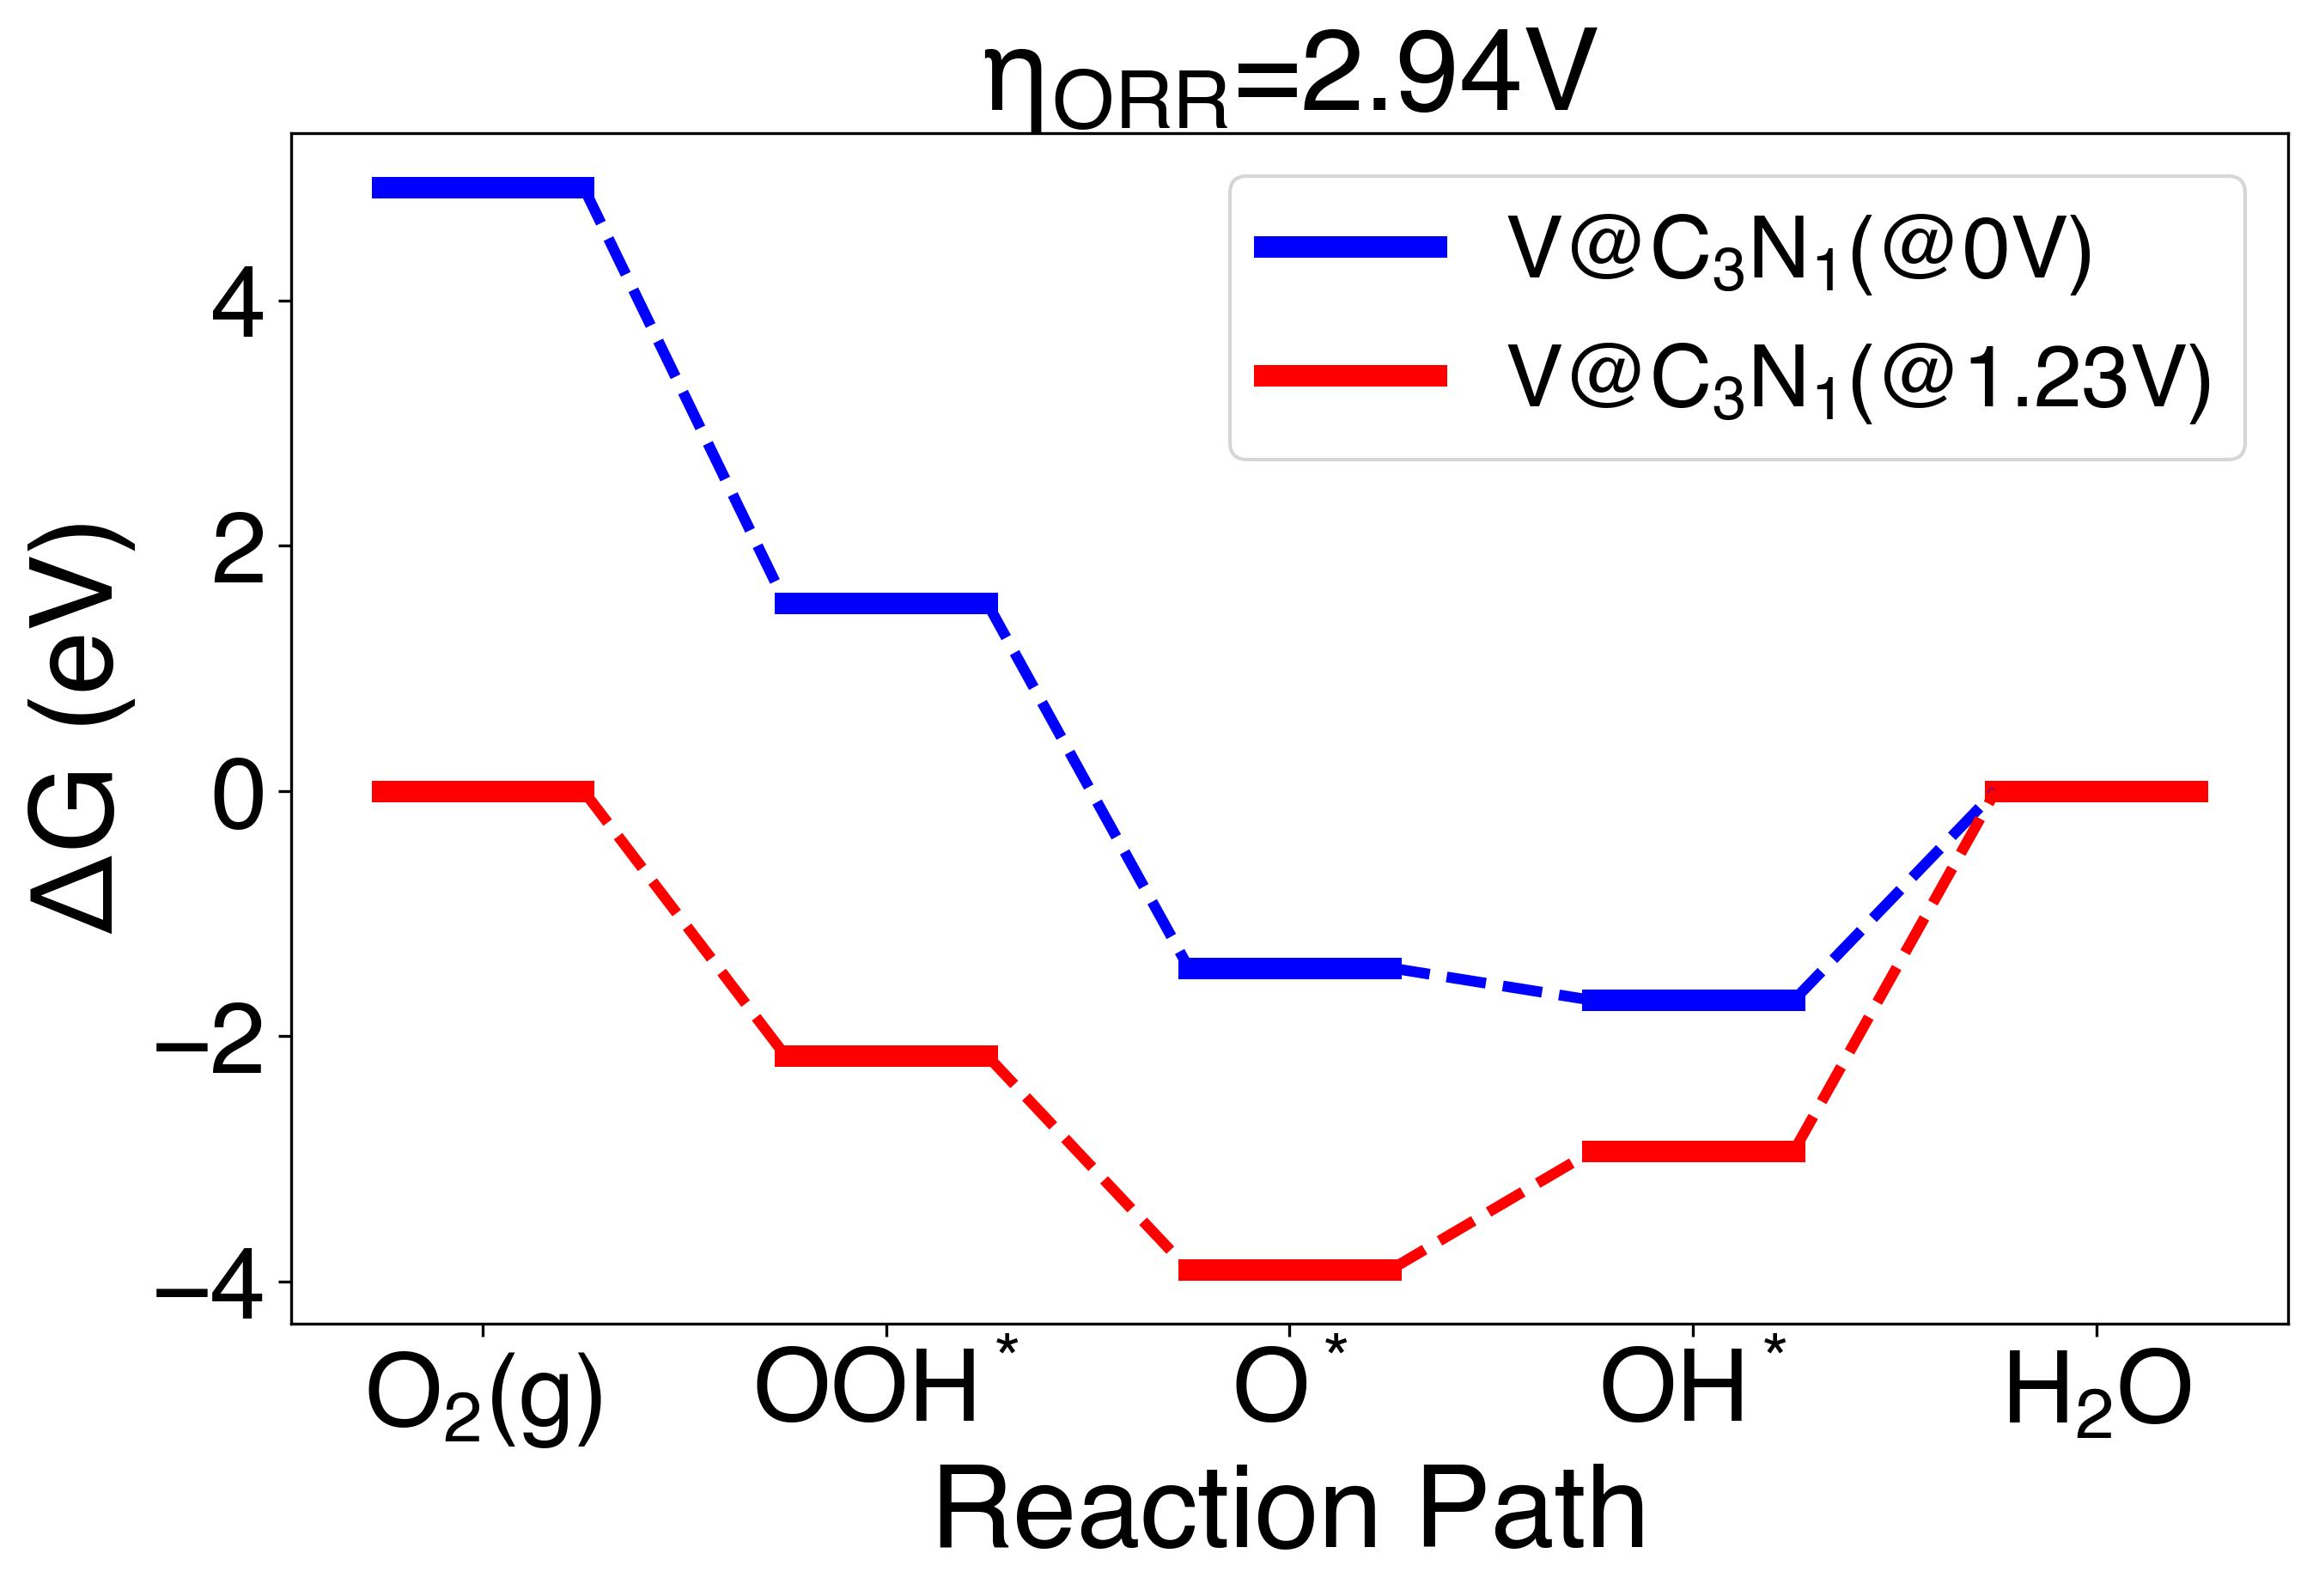 η_ORR=2.94V
V@C₃N₁(@0V)
V@C₃N₁(@1.23V)
ΔG (eV)
4
2
0
−2
−4
O₂(g) OOH* O* OH* H₂O
Reaction Path